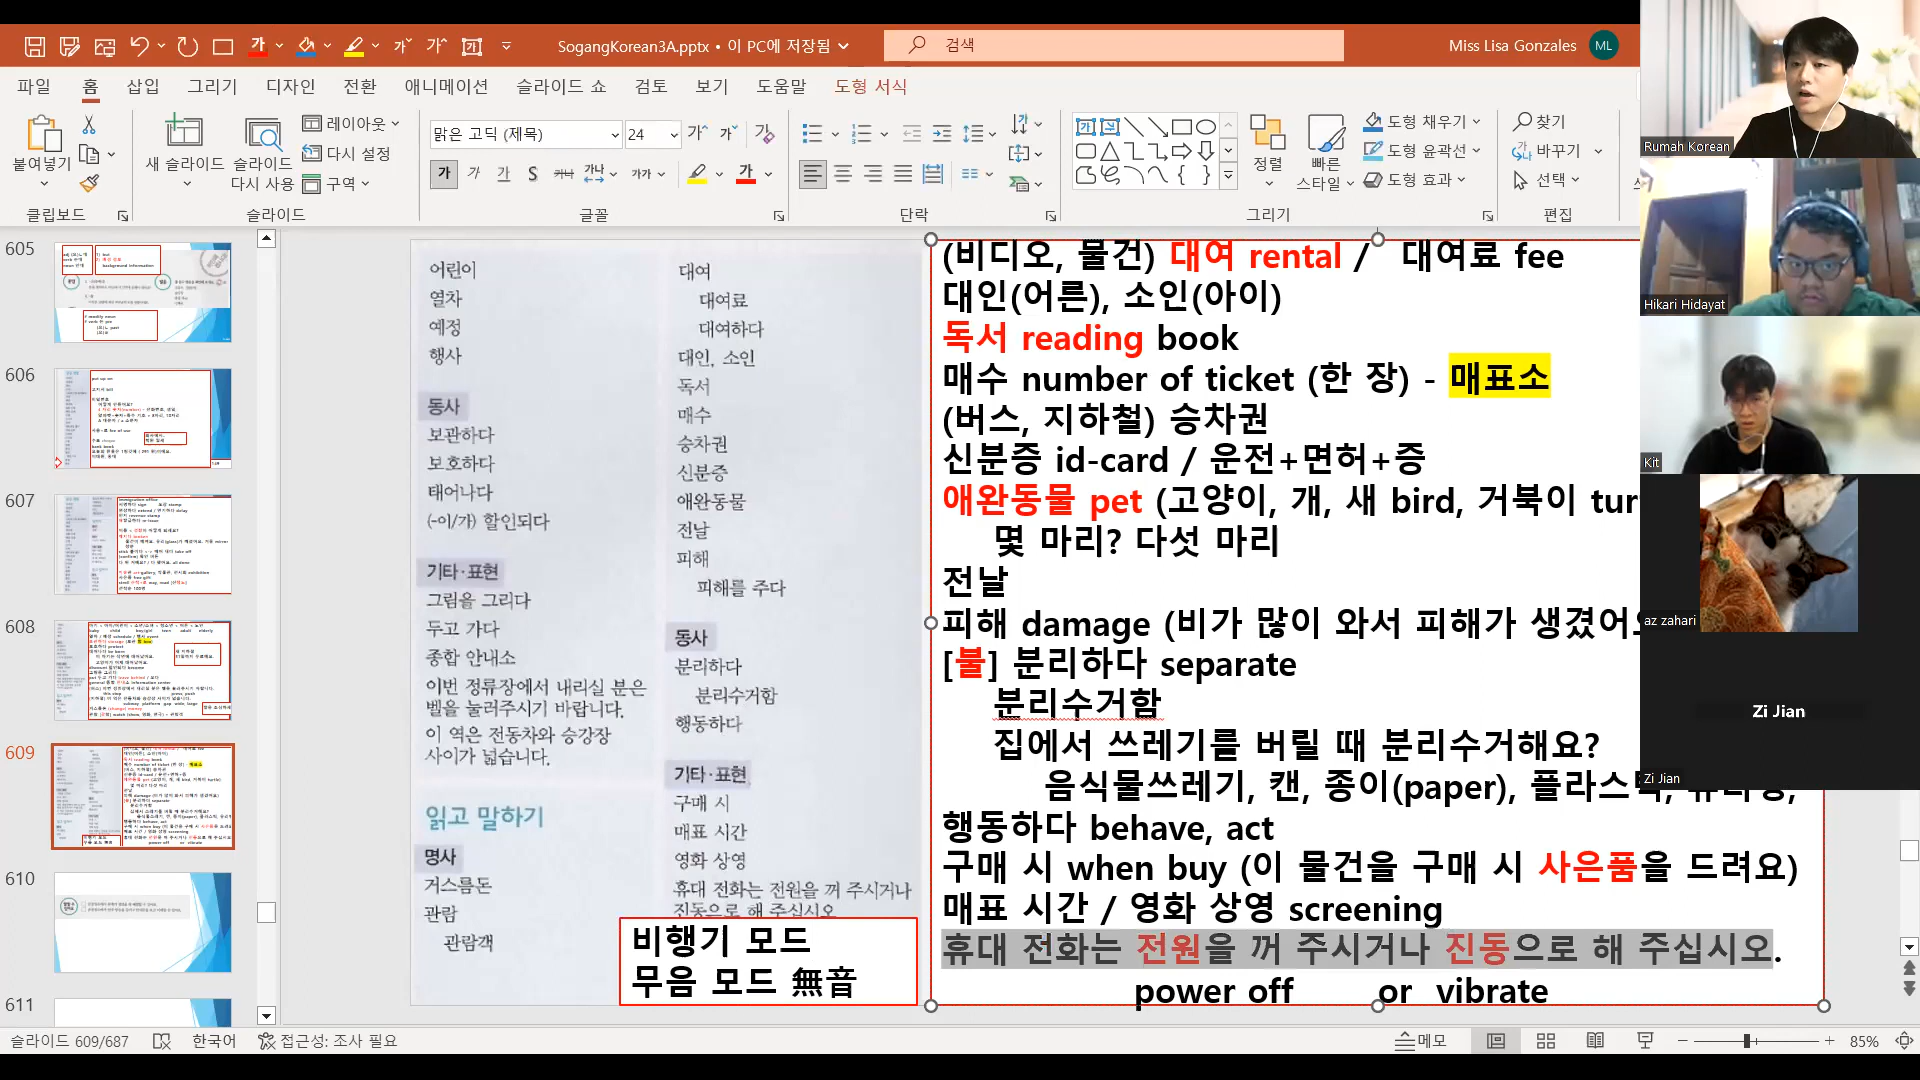 SogangKorean3A.pptx • 이 PC에 저장됨
검색
Miss Lisa Gonzales
ML
파일 홈 삽입 그리기 디자인 전환 애니메이션 슬라이드 쇼 검토 보기 도움말 도형 서식
붙여넣기
새 슬라이드
슬라이드 다시 사용
레이아웃
다시 설정
구역
맑은 고딕 (제목)
24
정렬
빠른 스타일
도형 채우기
도형 윤곽선
도형 효과
찾기
바꾸기
선택
클립보드 슬라이드 글꼴 단락 그리기 편집
605
606
607
608
609
610
611
어린이
열차
예정
행사
동사
보관하다
보호하다
태어나다
(-이/가) 할인되다
기타·표현
그림을 그리다
두고 가다
종합 안내소
이번 정류장에서 내리실 분은
벨을 눌러주시기 바랍니다.
이 역은 전동차와 승강장
사이가 넓습니다.
읽고 말하기
명사
거스름돈
관람
관람객
대여
대여료
대여하다
대인, 소인
독서
매수
승차권
신분증
애완동물
전날
피해
피해를 주다
동사
분리하다
분리수거함
행동하다
기타·표현
구매 시
매표 시간
영화 상영
휴대 전화는 전원을 꺼 주시거나
진동으로 해 주십시오
비행기 모드
무음 모드 無音
(비디오, 물건) 대여 rental / 대여료 fee
대인(어른), 소인(아이)
독서 reading book
매수 number of ticket (한 장) - 매표소
(버스, 지하철) 승차권
신분증 id-card / 운전+면허+증
애완동물 pet (고양이, 개, 새 bird, 거북이
몇 마리? 다섯 마리
전날
피해 damage (비가 많이 와서 피해가
[불] 분리하다 separate
분리수거함
집에서 쓰레기를 버릴 때 분리수거해요?
음식물쓰레기, 캔, 종이(paper),
행동하다 behave, act
구매 시 when buy (이 물건을 구매 시 사은품을 드려요)
매표 시간 / 영화 상영 screening
휴대 전화는 전원을 꺼 주시거나 진동으로 해 주십시오.
power off or vibrate
Rumah Korean
Hikari Hidayat
Kit
az zahari
Zi Jian
Zi Jian
슬라이드 609/687
한국어
접근성: 조사 필요
메모
85%